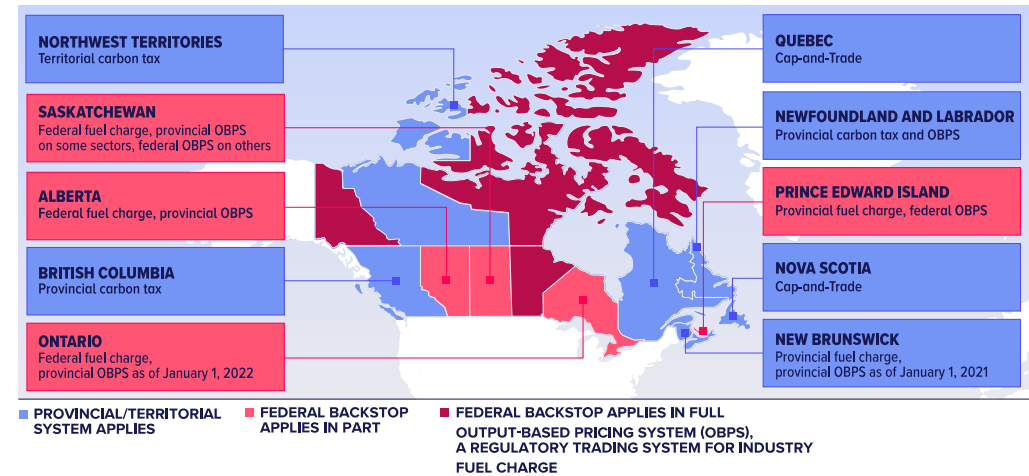 NORTHWEST TERRITORIES
Territorial carbon tax
SASKATCHEWAN
Federal fuel charge, provincial OBPS
on some sectors, federal OBPS on others
ALBERTA
Federal fuel charge, provincial OBPS
BRITISH COLUMBIA
Provincial carbon tax
ONTARIO
Federal fuel charge,
provincial OBPS as of January 1, 2022
QUEBEC
Cap-and-Trade
NEWFOUNDLAND AND LABRADOR
Provincial carbon tax and OBPS
PRINCE EDWARD ISLAND
Provincial fuel charge, federal OBPS
NOVA SCOTIA
Cap-and-Trade
NEW BRUNSWICK
Provincial fuel charge,
provincial OBPS as of January 1, 2021
PROVINCIAL/TERRITORIAL
SYSTEM APPLIES
FEDERAL BACKSTOP
APPLIES IN PART
FEDERAL BACKSTOP APPLIES IN FULL
OUTPUT-BASED PRICING SYSTEM (OBPS),
A REGULATORY TRADING SYSTEM FOR INDUSTRY
FUEL CHARGE